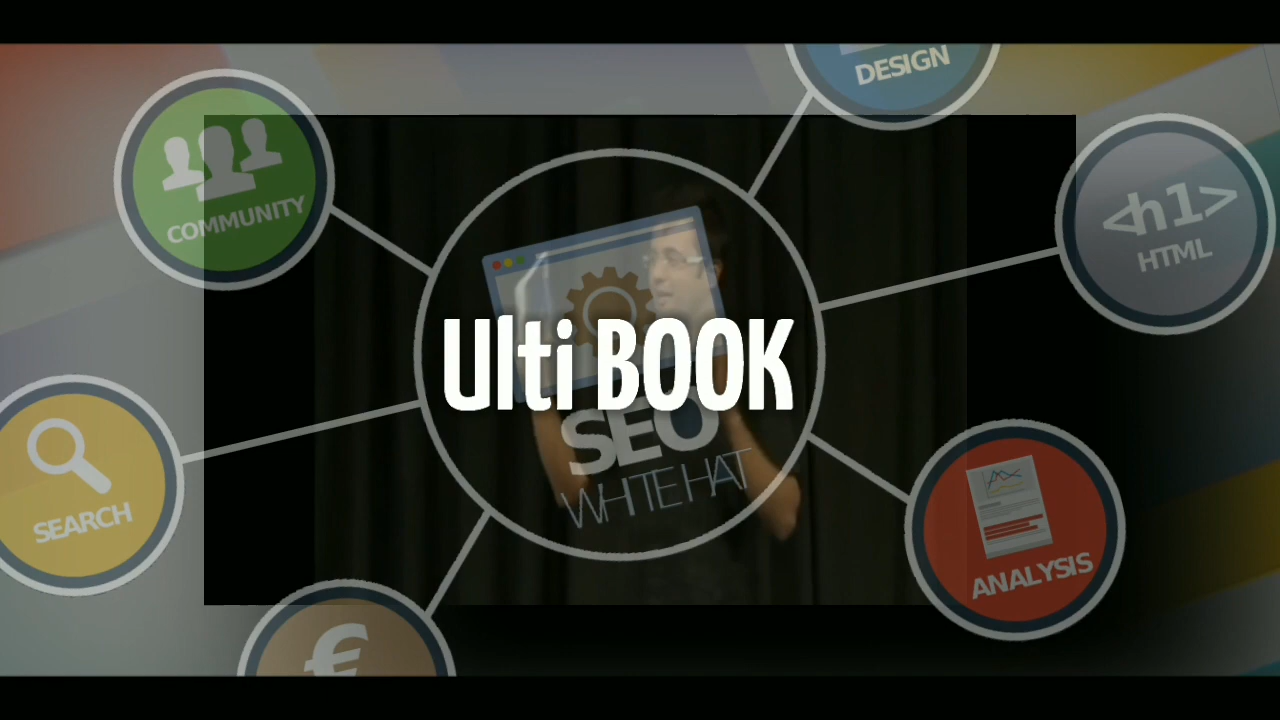 DESIGN
COMMUNITY
<h1>
HTML
Ulti BOOK
SEO
WHITE HAT
SEARCH
ANALYSIS
€